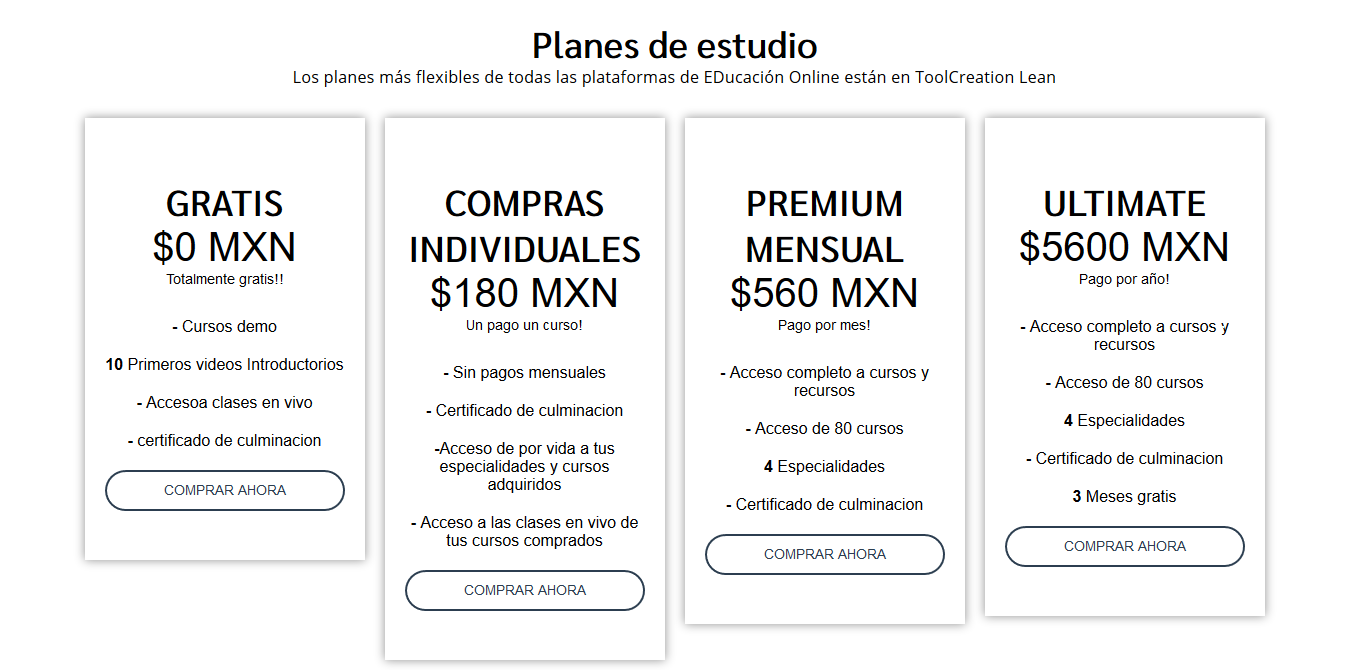 Planes de estudio
Los planes más flexibles de todas las plataformas de EDucación Online están en ToolCreation Lean
GRATIS
$0 MXN
Totalmente gratis!!
- Cursos demo
10 Primeros videos Introductorios
- Accesoa clases en vivo
- certificado de culminacion
COMPRAR AHORA
COMPRAS
INDIVIDUALES
$180 MXN
Un pago un curso!
- Sin pagos mensuales
- Certificado de culminacion
-Acceso de por vida a tus
especialidades y cursos
adquiridos
- Acceso a las clases en vivo de
tus cursos comprados
COMPRAR AHORA
PREMIUM
MENSUAL
$560 MXN
Pago por mes!
- Acceso completo a cursos y
recursos
- Acceso de 80 cursos
4 Especialidades
- Certificado de culminacion
COMPRAR AHORA
ULTIMATE
$5600 MXN
Pago por año!
- Acceso completo a cursos y
recursos
- Acceso de 80 cursos
4 Especialidades
- Certificado de culminacion
3 Meses gratis
COMPRAR AHORA